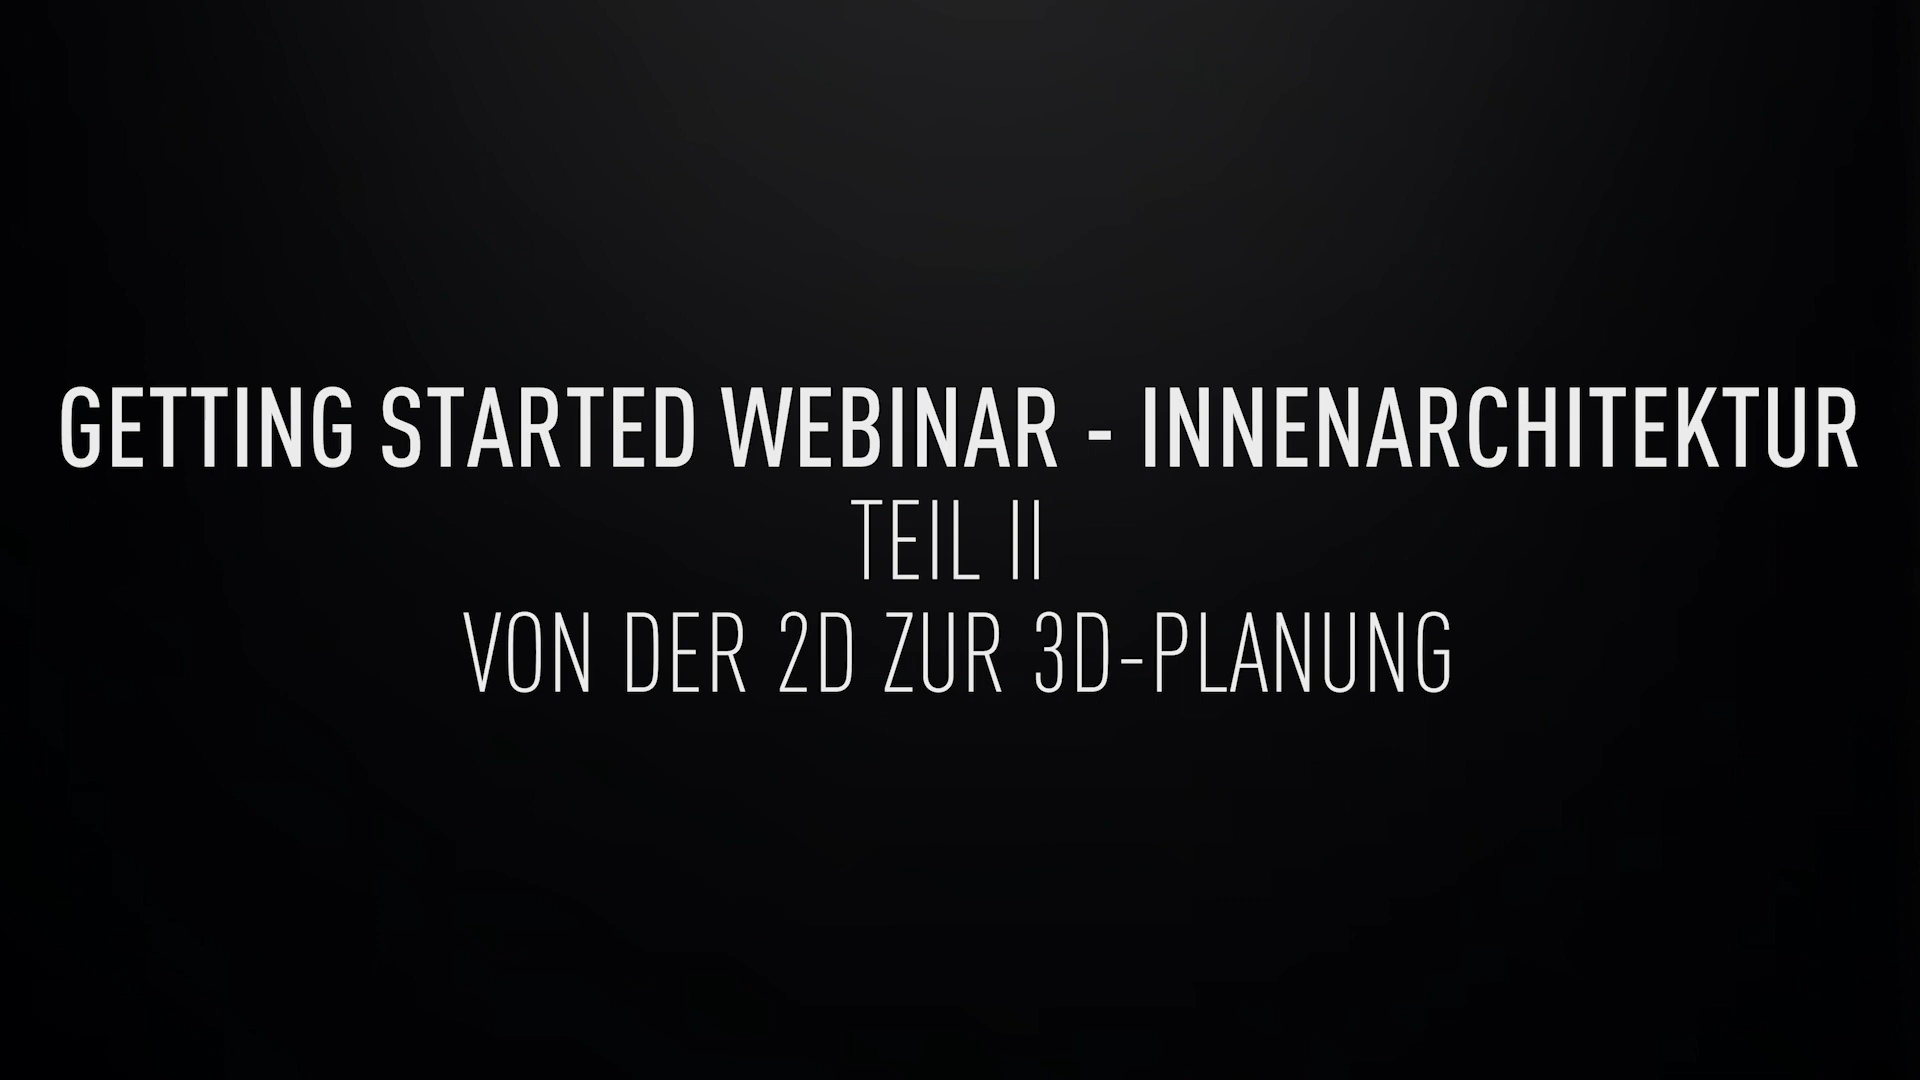 GETTING STARTED WEBINAR - INNENARCHITEKTUR
TEIL II
VON DER 2D ZUR 3D-PLANUNG